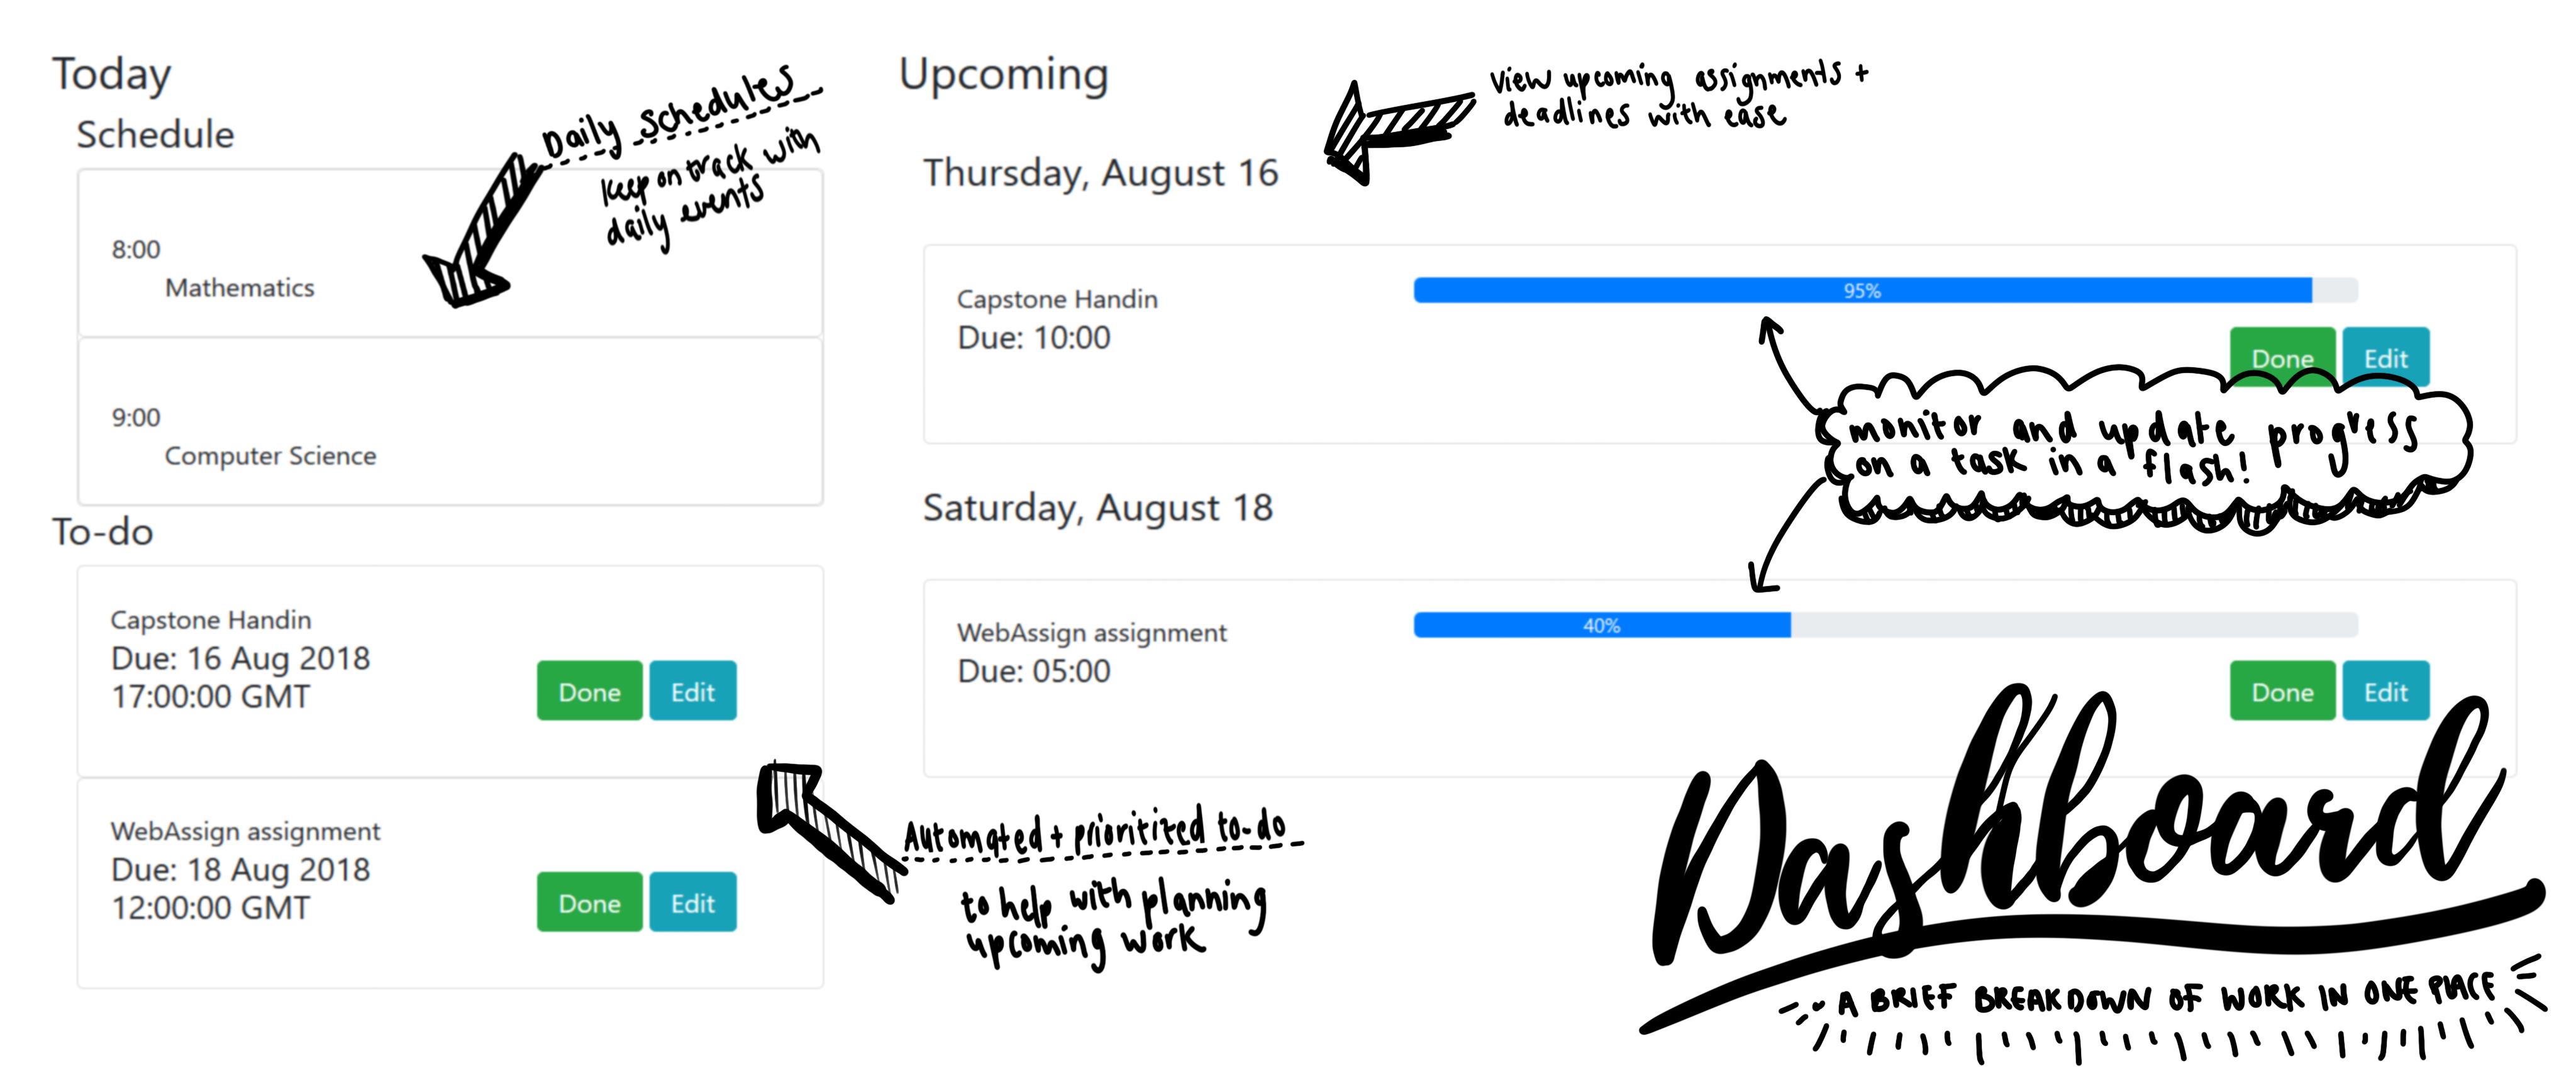 Today
Schedule
Daily schedules
keep on track with
daily events
8:00
Mathematics
9:00
Computer Science
To-do
Capstone Handin
Due: 16 Aug 2018
17:00:00 GMT
Done Edit
WebAssign assignment
Due: 18 Aug 2018
12:00:00 GMT
Done Edit
Automated + prioritized to-do
to help with planning
upcoming work
Upcoming
View upcoming assignments +
deadlines with ease
Thursday, August 16
Capstone Handin
Due: 10:00
95%
Done Edit
monitor and update progress
on a task in a flash!
Saturday, August 18
WebAssign assignment
Due: 05:00
40%
Done Edit
Dashboard
A BRIEF BREAKDOWN OF WORK IN ONE PLACE